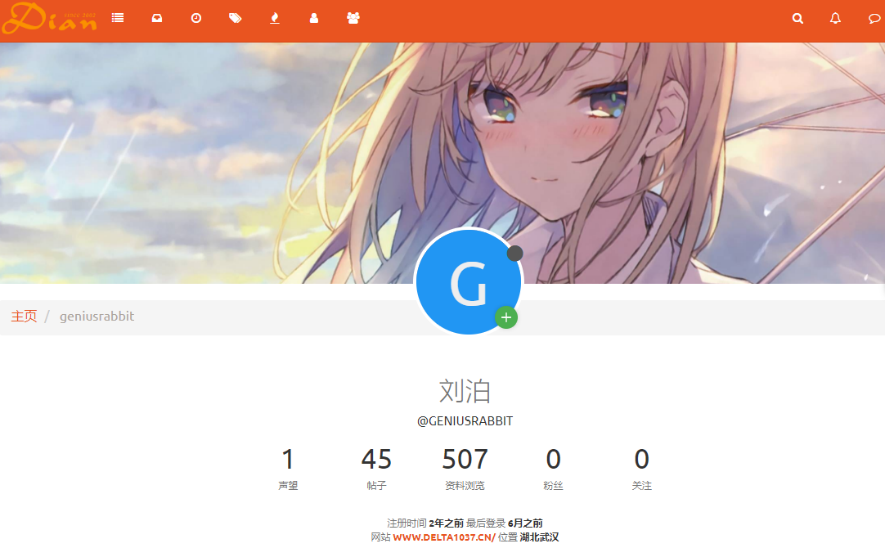 Dian
主页 / geniusrabbit
G
刘泊
@GENIUSRABBIT
1 45 507 0 0
声望 帖子 资料浏览 粉丝 关注
注册时间 2年之前 最后登录 6月之前
网站 WWW.DELTA1037.CN/ 位置 湖北武汉